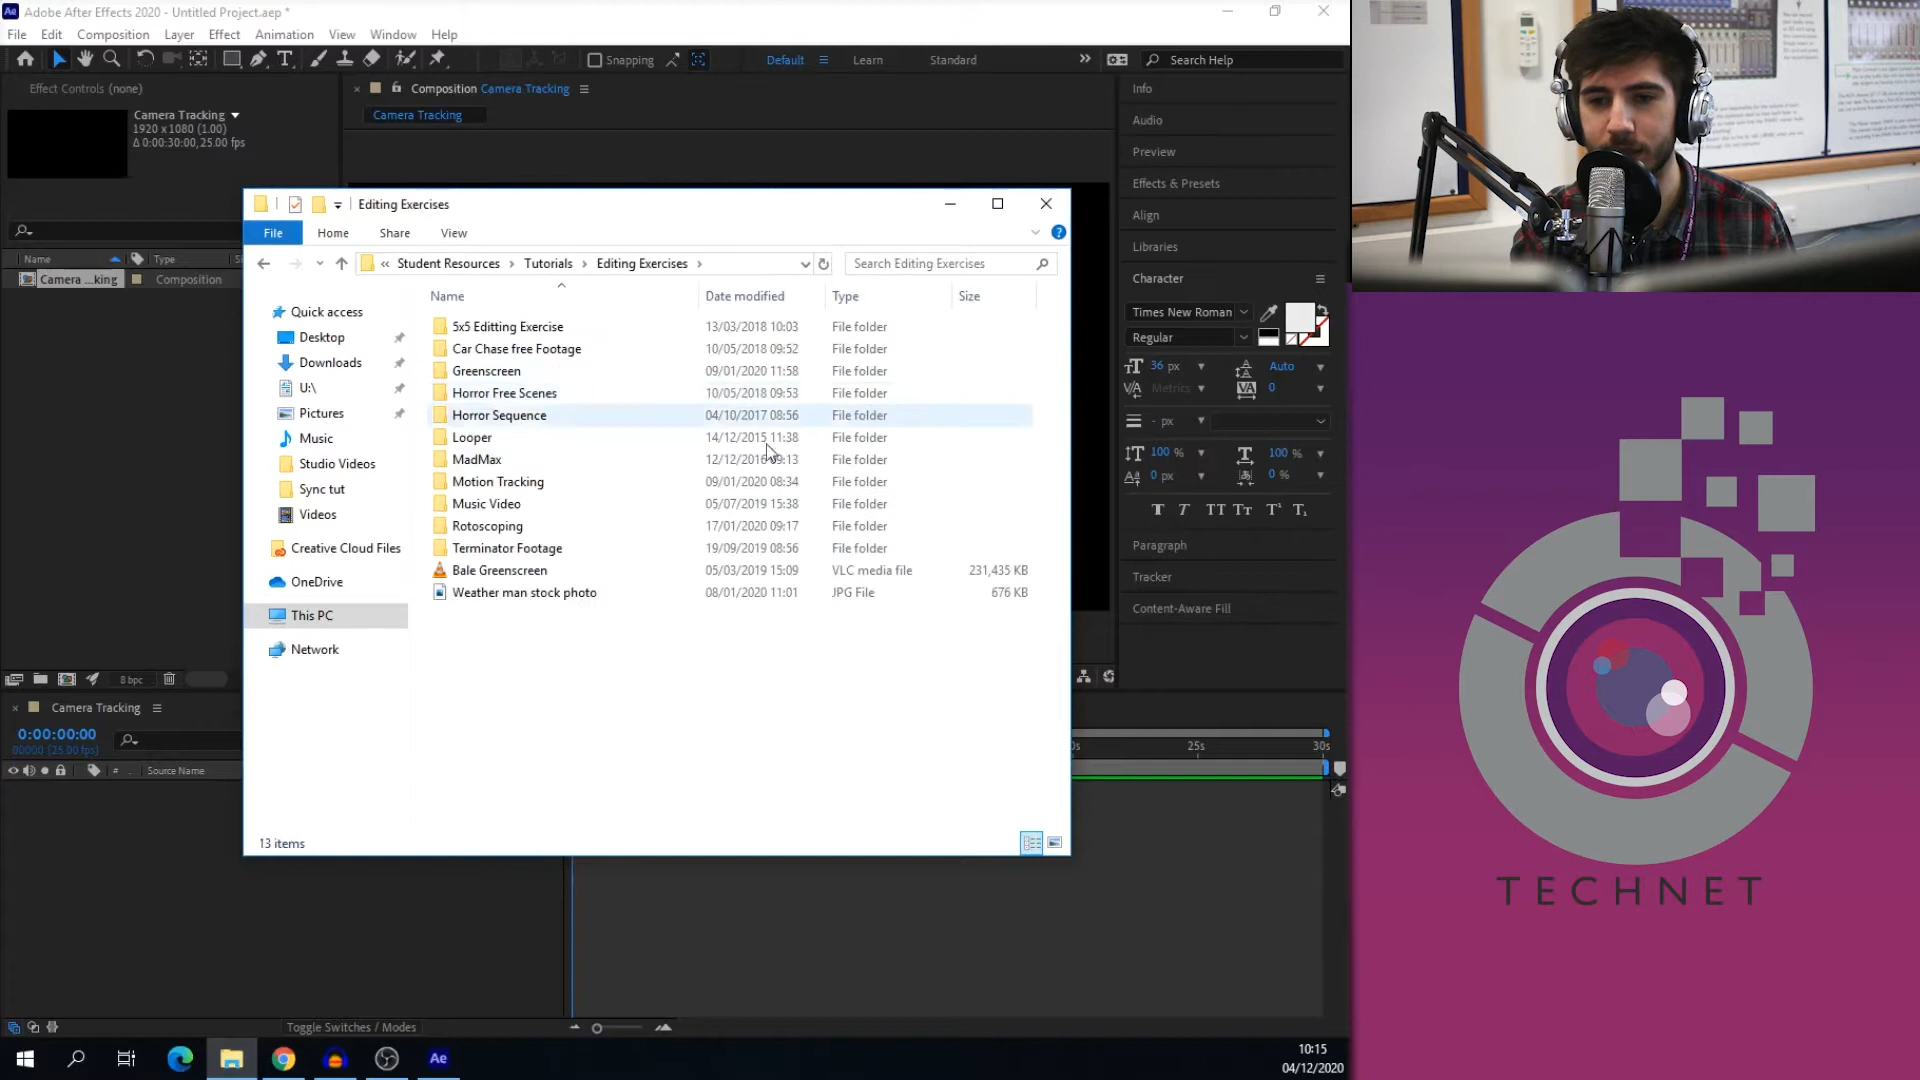 Adobe After Effects 2020 - Untitled Project.aep *
File Edit Composition Layer Effect Animation View Window Help
Snapping
Default
Learn
Standard
Search Help
Effect Controls (none)
Camera Tracking
1920 x 1080 (1.00)
Δ 0:00:30:00, 25.00 fps
Composition Camera Tracking
Camera Tracking
Name Type
Camera ...king Composition
8 bpc
Editing Exercises
File Home Share View
« Student Resources > Tutorials > Editing Exercises >
Search Editing Exercises
Name Date modified Type Size
5x5 Editting Exercise 13/03/2018 10:03 File folder
Car Chase free Footage 10/05/2018 09:52 File folder
Greenscreen 09/01/2020 11:58 File folder
Horror Free Scenes 10/05/2018 09:53 File folder
Horror Sequence 04/10/2017 08:56 File folder
Looper 14/12/2015 11:38 File folder
MadMax File folder
Motion Tracking 09/01/2020 08:34 File folder
Music Video 05/07/2019 15:38 File folder
Rotoscoping 17/01/2020 09:17 File folder
Terminator Footage 19/09/2019 08:56 File folder
Bale Greenscreen 05/03/2019 15:09 VLC media file 231,435 KB
Weather man stock photo 08/01/2020 11:01 JPG File 676 KB
Quick access
Desktop
Downloads
U:\
Pictures
Music
Studio Videos
Sync tut
Videos
Creative Cloud Files
OneDrive
This PC
Network
13 items
Info
Audio
Preview
Effects & Presets
Align
Libraries
Character
Times New Roman
Regular
36 px
Auto
Metrics
0
- px
100 %
100 %
0 px
0 %
Paragraph
Tracker
Content-Aware Fill
Camera Tracking
0:00:00:00
00000 (25.00 fps)
# Source Name
25s
30s
Toggle Switches / Modes
10:15
04/12/2020
TECHNET